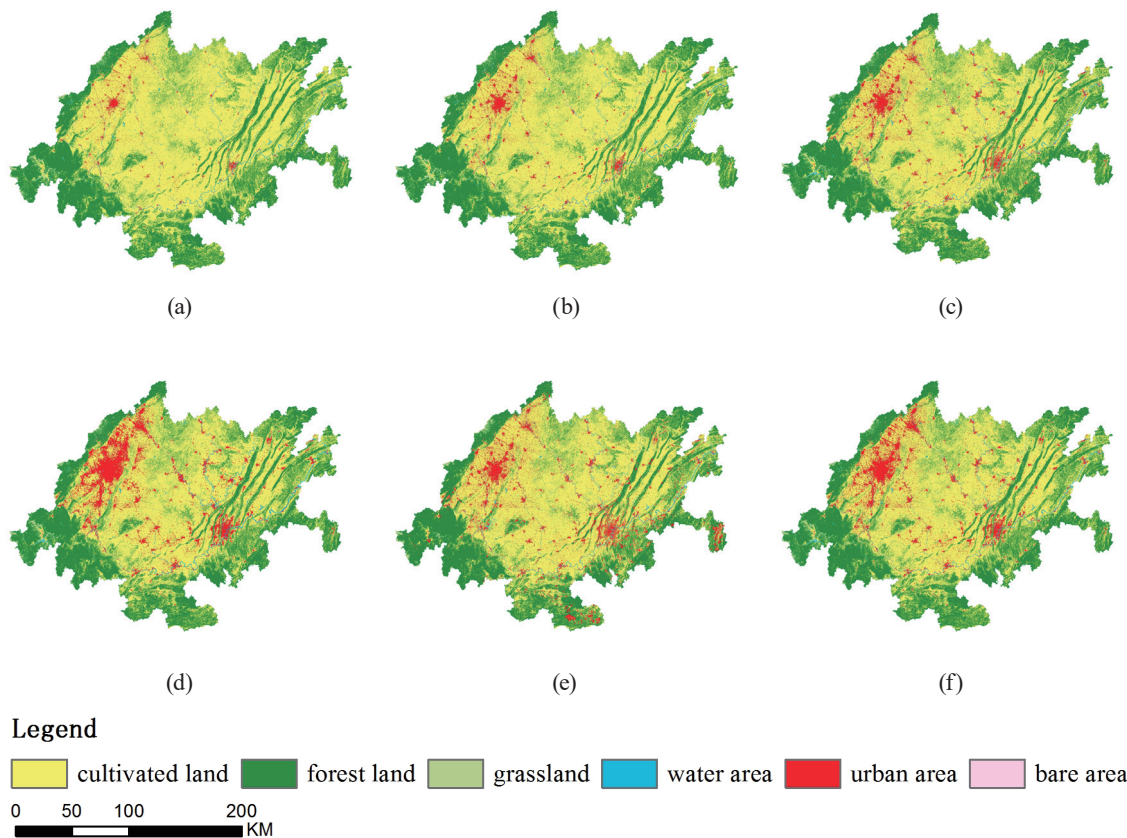 (a) (b) (c)
(d) (e) (f)
Legend
cultivated land forest land grassland water area urban area bare area
0 50 100 200
KM